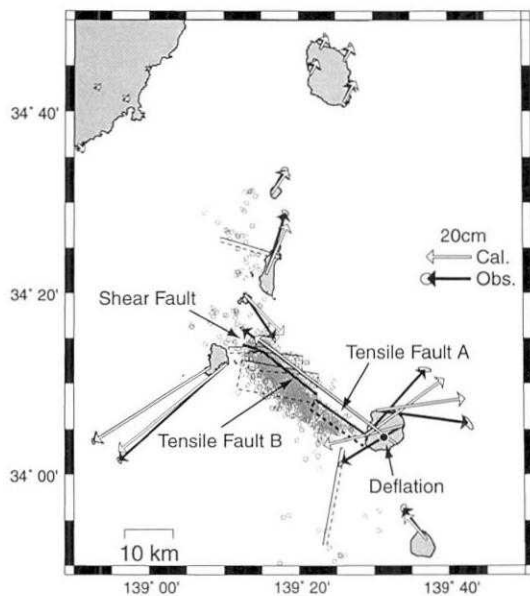 34° 40'
34° 20'
34° 00'
20cm
Cal.
Obs.
Shear Fault
Tensile Fault A
Tensile Fault B
Deflation
10 km
139° 00'
139° 20'
139° 40'